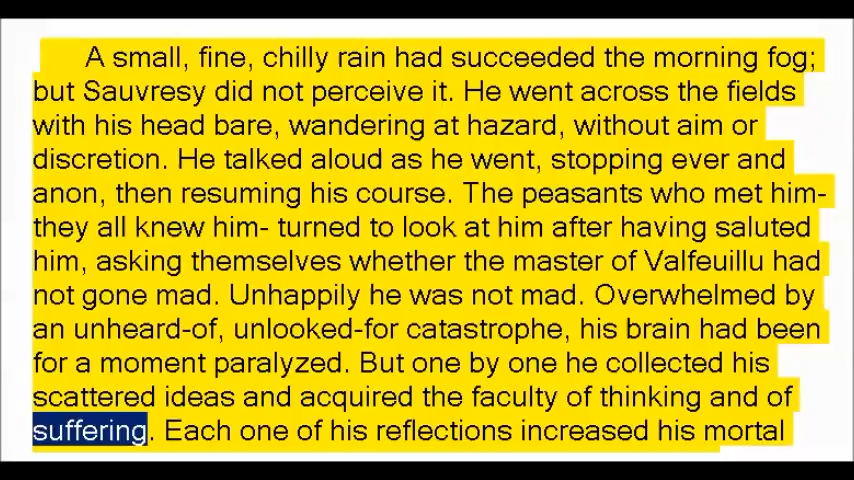 A small, fine, chilly rain had succeeded the morning fog;
but Sauvresy did not perceive it. He went across the fields
with his head bare, wandering at hazard, without aim or
discretion. He talked aloud as he went, stopping ever and
anon, then resuming his course. The peasants who met him-
they all knew him- turned to look at him after having saluted
him, asking themselves whether the master of Valfeuillu had
not gone mad. Unhappily he was not mad. Overwhelmed by
an unheard-of, unlooked-for catastrophe, his brain had been
for a moment paralyzed. But one by one he collected his
scattered ideas and acquired the faculty of thinking and of
suffering. Each one of his reflections increased his mortal